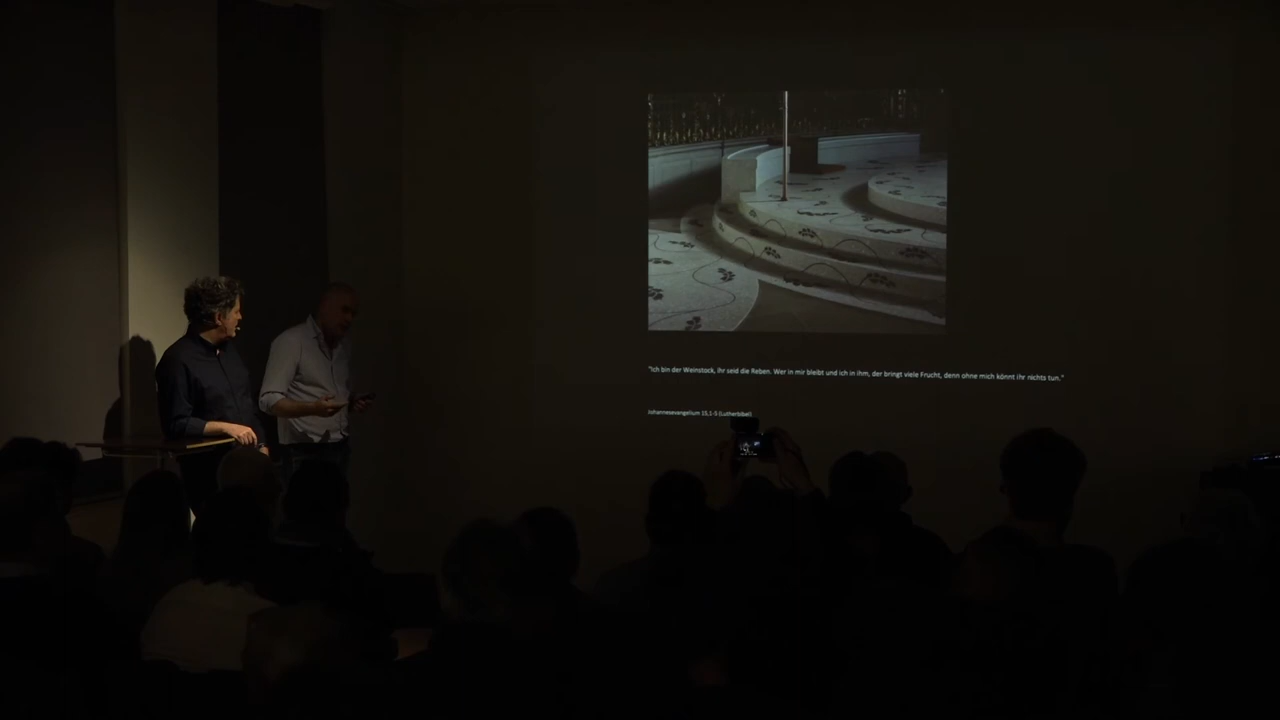 "Ich bin der Weinstock, ihr seid die Reben. Wer in mir bleibt und ich in ihm, der bringt viele Frucht, denn ohne mich könnt ihr nichts tun."
Johannesevangelium 15,1-5 (Lutherbibel)